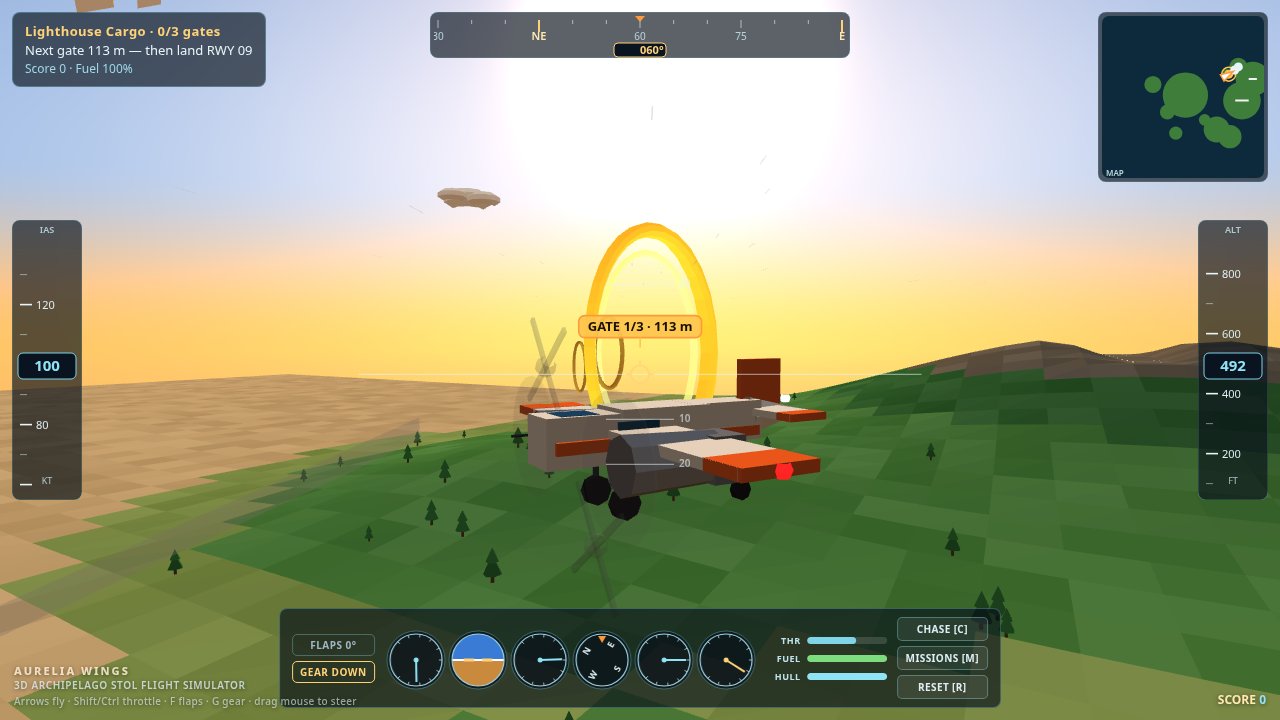 Lighthouse Cargo · 0/3 gates
Next gate 113 m — then land RWY 09
Score 0 · Fuel 100%
30 NE 60 75 E
060°
MAP
IAS
120
100
80
KT
ALT
800
600
492
400
200
FT
GATE 1/3 · 113 m
10
20
FLAPS 0°
GEAR DOWN
N E S W
THR
FUEL
HULL
CHASE [C]
MISSIONS [M]
RESET [R]
AURELIA WINGS
3D ARCHIPELAGO STOL FLIGHT SIMULATOR
Arrows fly · Shift/Ctrl throttle · F flaps · G gear · drag mouse to steer
SCORE 0